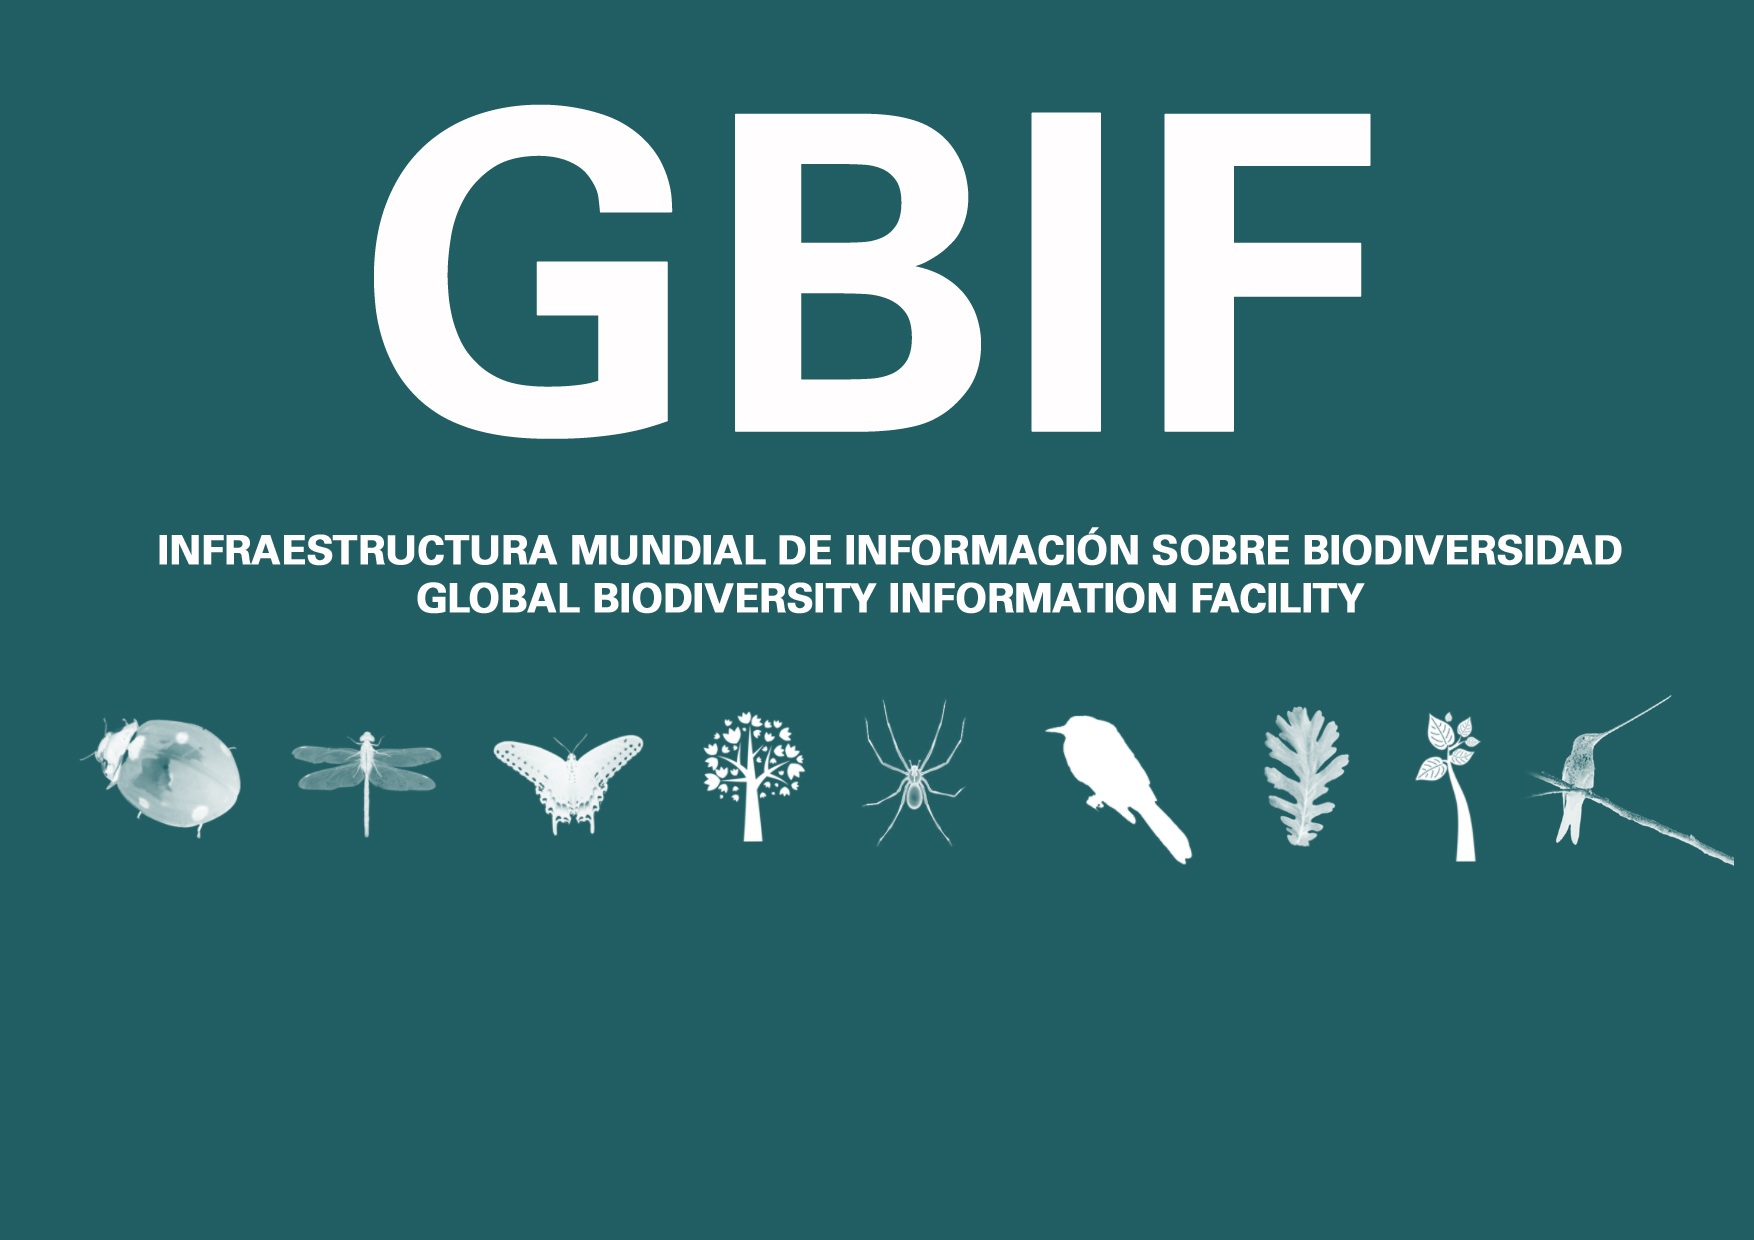 GBIF
INFRAESTRUCTURA MUNDIAL DE INFORMACIÓN SOBRE BIODIVERSIDAD
GLOBAL BIODIVERSITY INFORMATION FACILITY